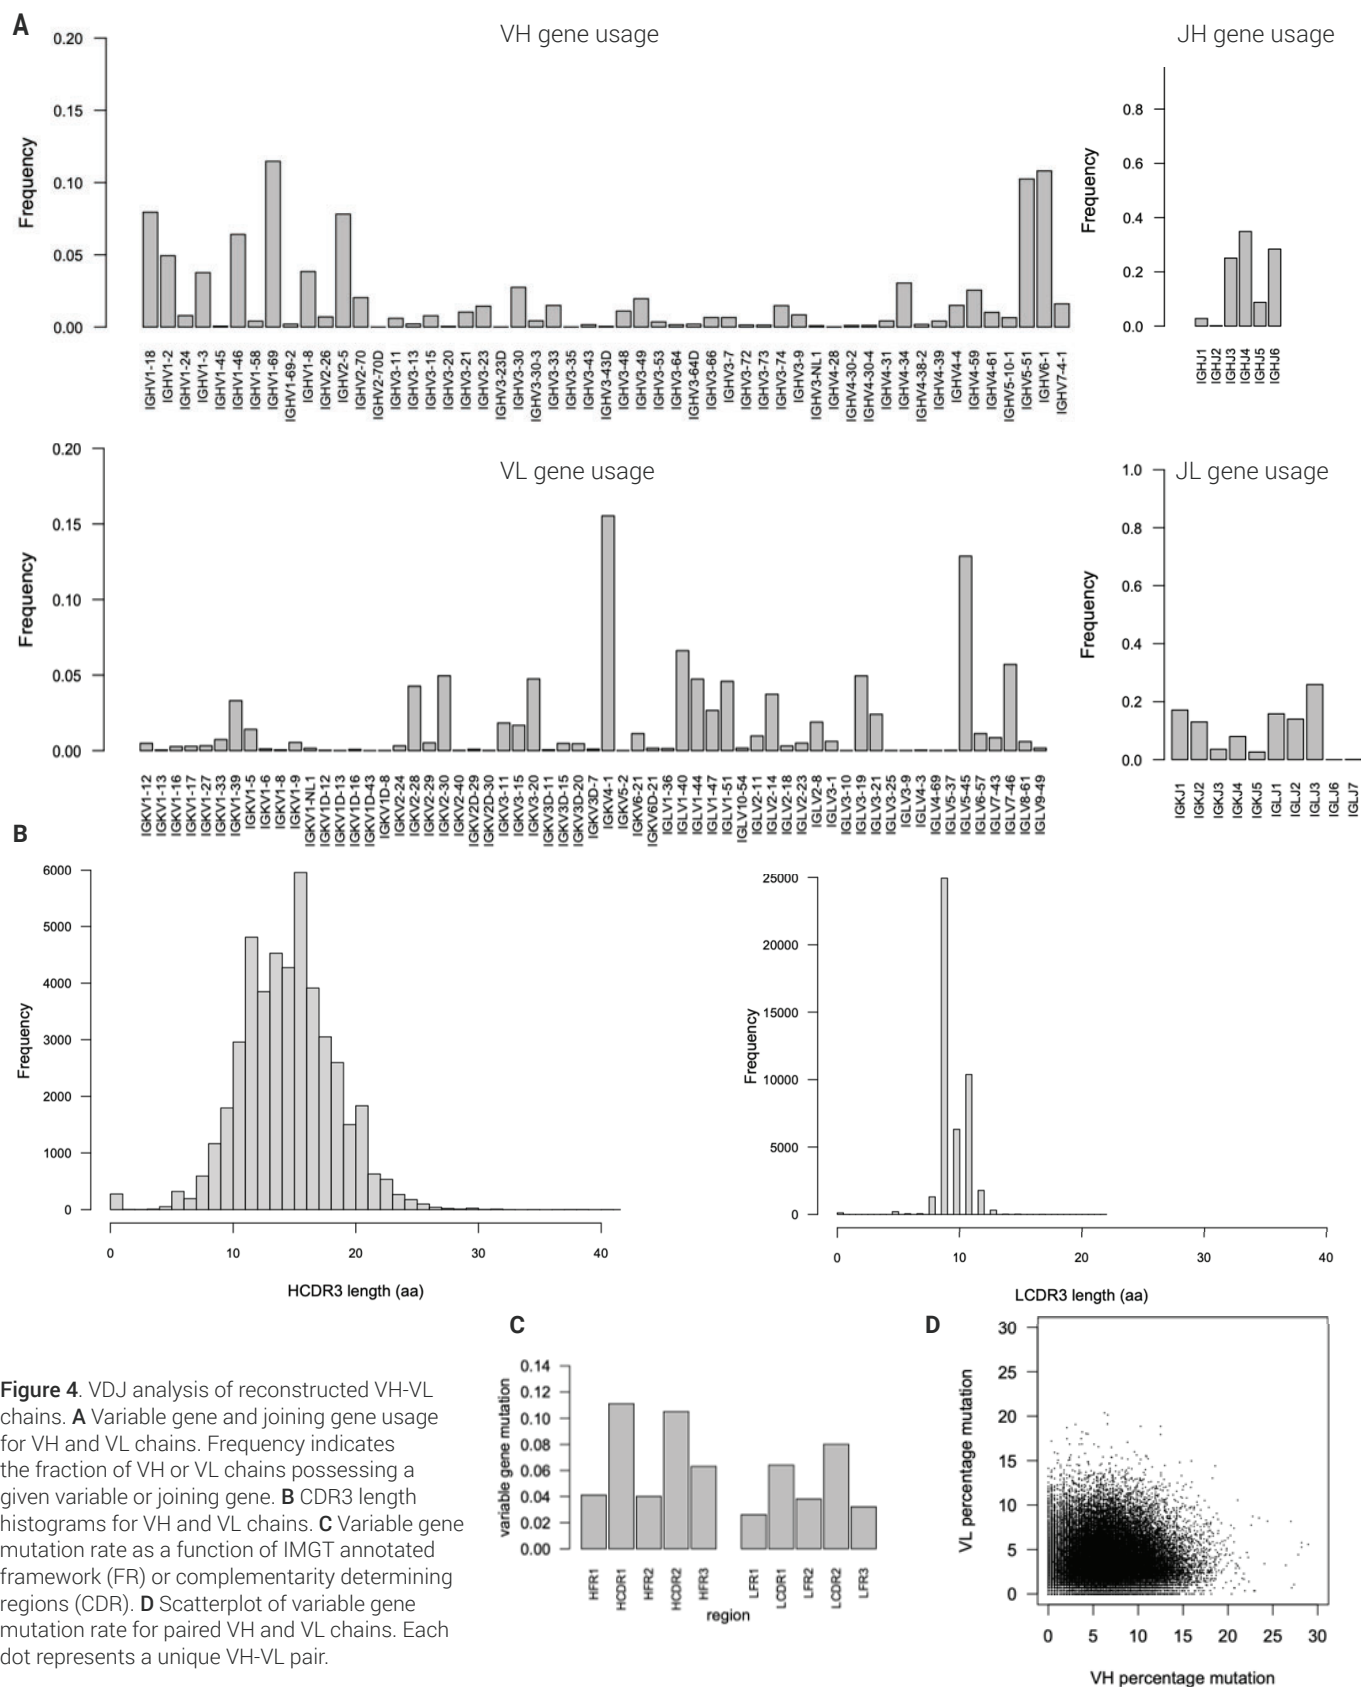 A
VH gene usage
JH gene usage
Frequency
0.20
0.15
0.10
0.05
0.00
IGHV1-18
IGHV1-2
IGHV1-24
IGHV1-3
IGHV1-45
IGHV1-46
IGHV1-58
IGHV1-69
IGHV1-69-2
IGHV1-8
IGHV2-26
IGHV2-5
IGHV2-70
IGHV2-70D
IGHV3-11
IGHV3-13
IGHV3-15
IGHV3-20
IGHV3-21
IGHV3-23
IGHV3-23D
IGHV3-30
IGHV3-30-3
IGHV3-33
IGHV3-35
IGHV3-43
IGHV3-43D
IGHV3-48
IGHV3-49
IGHV3-53
IGHV3-64
IGHV3-64D
IGHV3-66
IGHV3-7
IGHV3-72
IGHV3-73
IGHV3-74
IGHV3-9
IGHV3-NL1
IGHV4-28
IGHV4-30-2
IGHV4-30-4
IGHV4-31
IGHV4-34
IGHV4-38-2
IGHV4-39
IGHV4-4
IGHV4-59
IGHV4-61
IGHV5-10-1
IGHV5-51
IGHV6-1
IGHV7-4-1
Frequency
0.8
0.6
0.4
0.2
0.0
IGHJ1
IGHJ2
IGHJ3
IGHJ4
IGHJ5
IGHJ6
VL gene usage
JL gene usage
Frequency
0.20
0.15
0.10
0.05
0.00
IGKV1-12
IGKV1-13
IGKV1-16
IGKV1-17
IGKV1-27
IGKV1-33
IGKV1-39
IGKV1-5
IGKV1-6
IGKV1-8
IGKV1-9
IGKV1-NL1
IGKV1D-12
IGKV1D-13
IGKV1D-16
IGKV1D-43
IGKV1D-8
IGKV2-24
IGKV2-28
IGKV2-29
IGKV2-30
IGKV2-40
IGKV2D-29
IGKV2D-30
IGKV3-11
IGKV3-15
IGKV3-20
IGKV3D-11
IGKV3D-15
IGKV3D-20
IGKV3D-7
IGKV4-1
IGKV5-2
IGKV6-21
IGKV6D-21
IGLV1-36
IGLV1-40
IGLV1-44
IGLV1-47
IGLV1-51
IGLV10-54
IGLV2-11
IGLV2-14
IGLV2-18
IGLV2-23
IGLV2-8
IGLV3-1
IGLV3-10
IGLV3-19
IGLV3-21
IGLV3-25
IGLV3-9
IGLV4-3
IGLV4-69
IGLV5-37
IGLV5-45
IGLV6-57
IGLV7-43
IGLV7-46
IGLV8-61
IGLV9-49
Frequency
1.0
0.8
0.6
0.4
0.2
0.0
IGKJ1
IGKJ2
IGKJ3
IGKJ4
IGKJ5
IGLJ1
IGLJ2
IGLJ3
IGLJ6
IGLJ7
B
Frequency
6000
5000
4000
3000
2000
1000
0
0 10 20 30 40
HCDR3 length (aa)
Frequency
25000
20000
15000
10000
5000
0
0 10 20 30 40
LCDR3 length (aa)
Figure 4. VDJ analysis of reconstructed VH-VL
chains. A Variable gene and joining gene usage
for VH and VL chains. Frequency indicates
the fraction of VH or VL chains possessing a
given variable or joining gene. B CDR3 length
histograms for VH and VL chains. C Variable gene
mutation rate as a function of IMGT annotated
framework (FR) or complementarity determining
regions (CDR). D Scatterplot of variable gene
mutation rate for paired VH and VL chains. Each
dot represents a unique VH-VL pair.
C
variable gene mutation
0.14
0.12
0.10
0.08
0.06
0.04
0.02
0.00
HFR1
HCDR1
HFR2
HCDR2
HFR3
LFR1
LCDR1
LFR2
LCDR2
LFR3
region
D
VL percentage mutation
30
25
20
15
10
5
0
0 5 10 15 20 25 30
VH percentage mutation